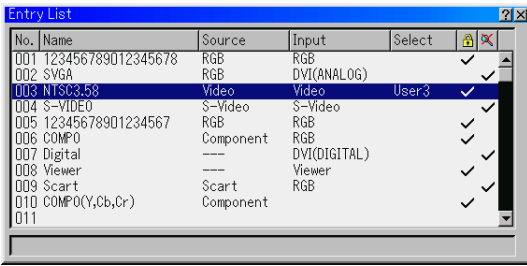 Entry List
No. Name Source Input Select
001 123456789012345678 RGB RGB
002 SVGA RGB DVI(ANALOG)
003 NTSC3.58 Video Video User3
004 S-VIDEO S-Video S-Video
005 12345678901234567 RGB RGB
006 COMPO Component RGB
007 Digital --- DVI(DIGITAL)
008 Viewer --- Viewer
009 Scart Scart RGB
010 COMPO(Y,Cb,Cr) Component
011